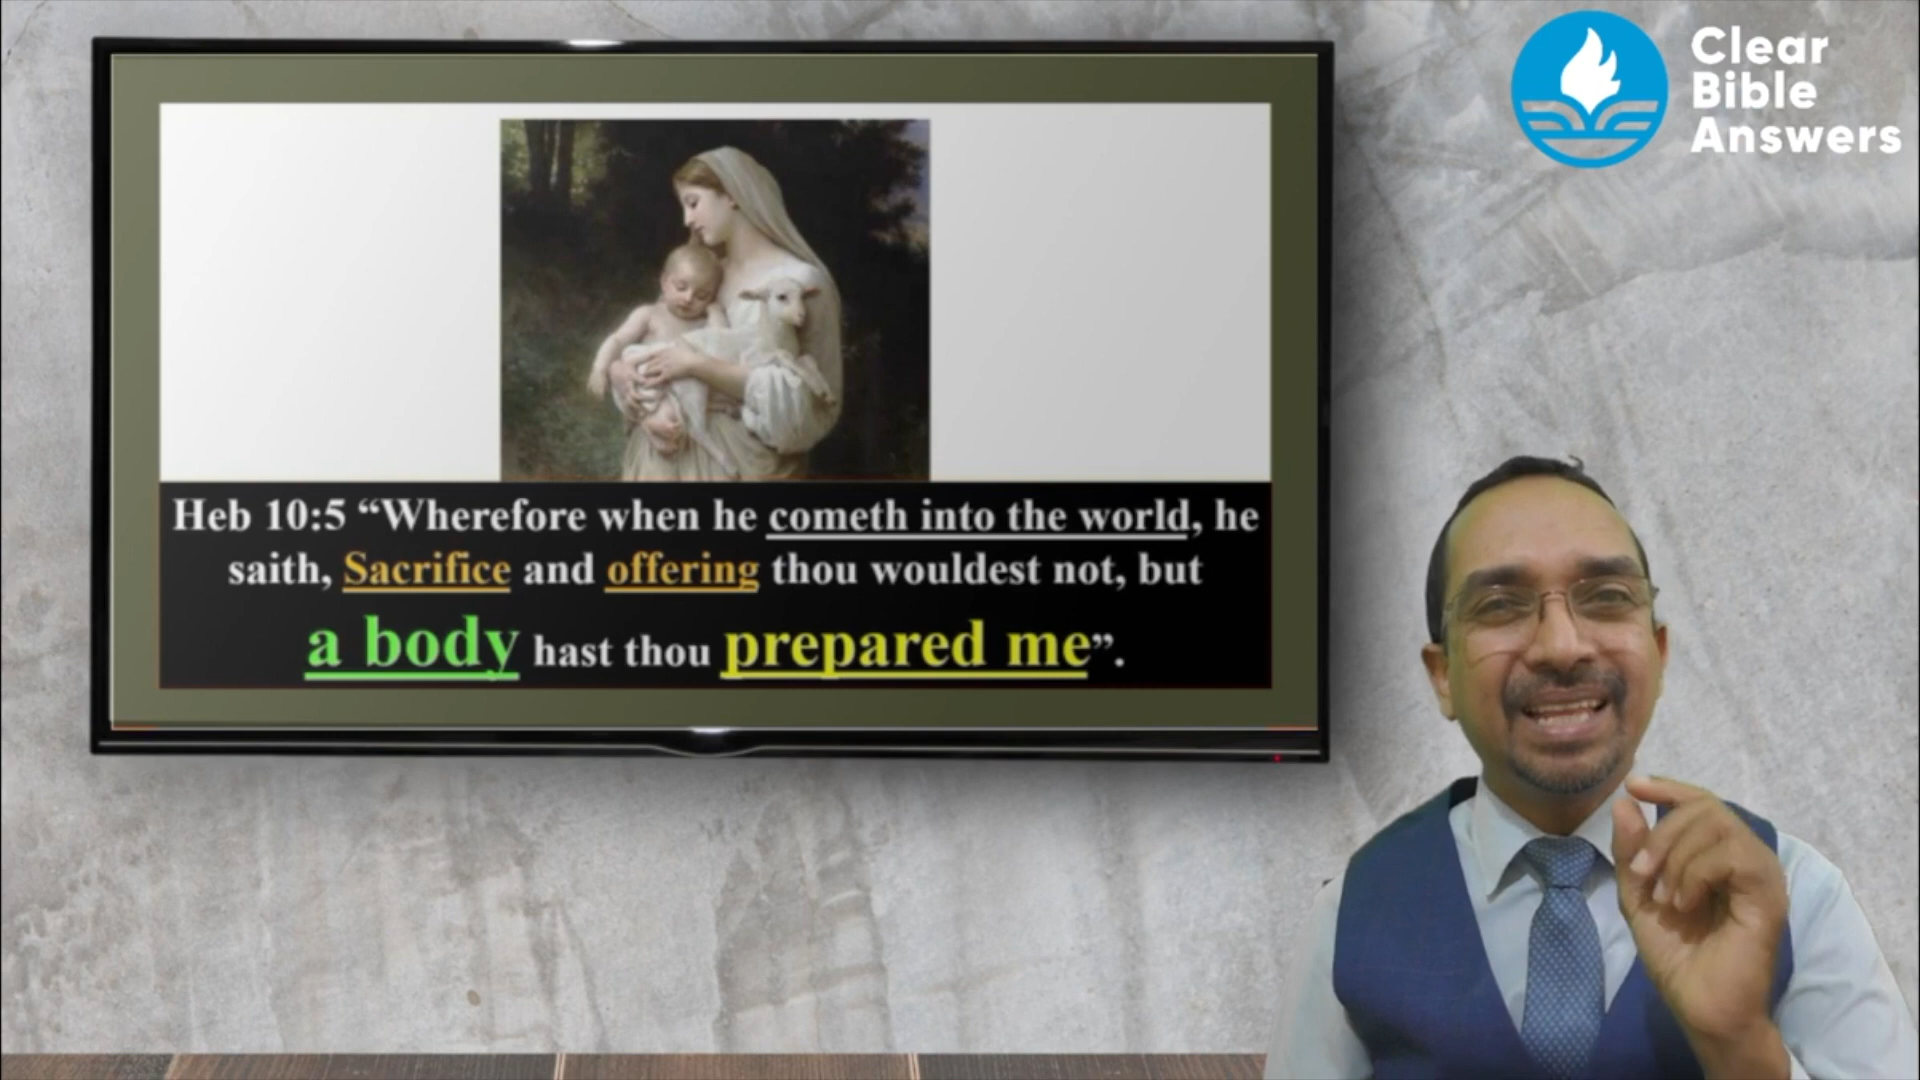 Clear
Bible
Answers
Heb 10:5 “Wherefore when he cometh into the world, he
saith, Sacrifice and offering thou wouldest not, but
a body hast thou prepared me”.